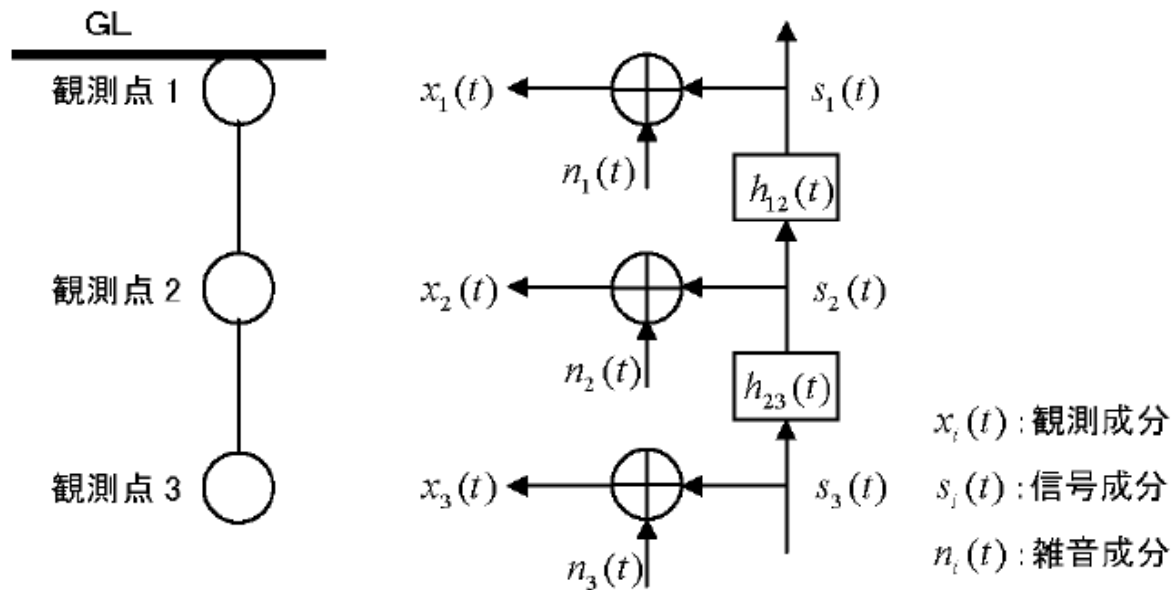 GL
観測点 1
x₁(t)
s₁(t)
n₁(t)
h₁₂(t)
観測点 2
x₂(t)
s₂(t)
n₂(t)
h₂₃(t)
観測点 3
x₃(t)
s₃(t)
n₃(t)
xᵢ(t) : 観測成分
sᵢ(t) : 信号成分
nᵢ(t) : 雑音成分